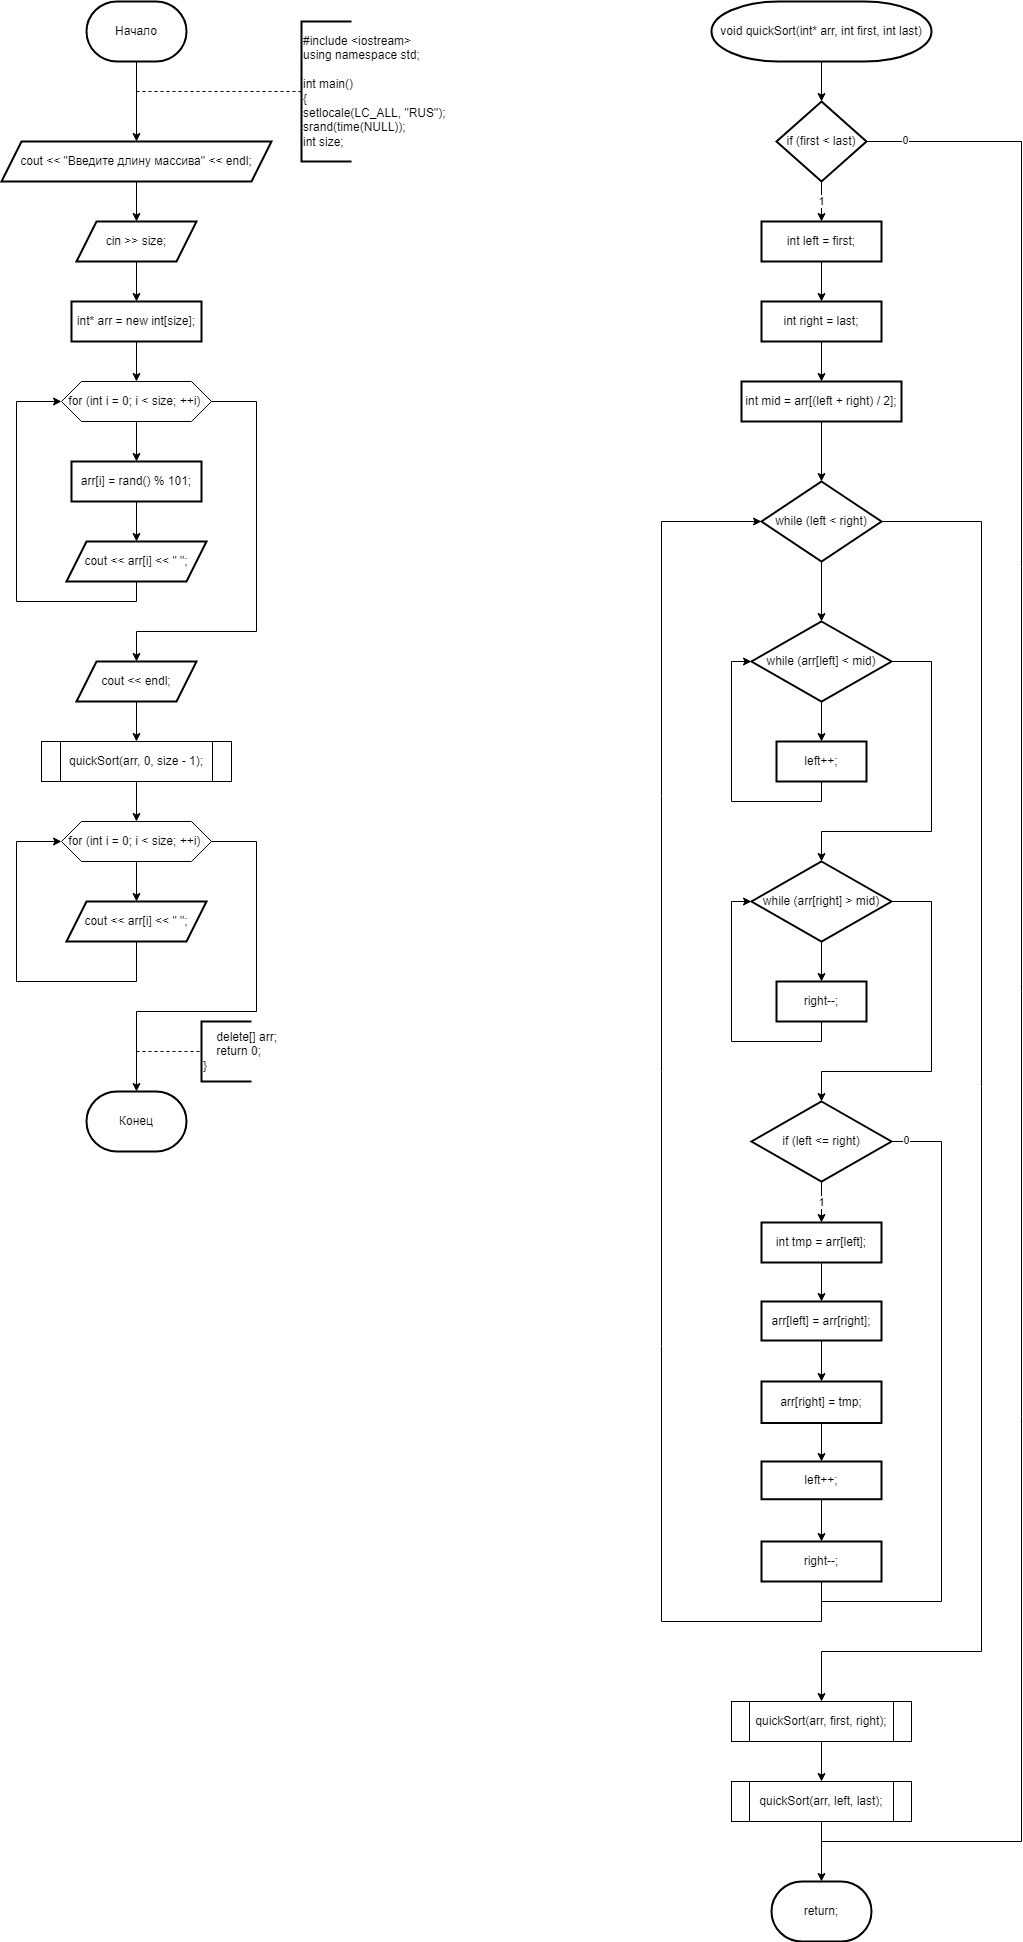 Начало
#include <iostream>
using namespace std;
int main()
{
setlocale(LC_ALL, "RUS");
srand(time(NULL));
int size;
cout << "Введите длину массива" << endl;
cin >> size;
int* arr = new int[size];
for (int i = 0; i < size; ++i)
arr[i] = rand() % 101;
cout << arr[i] << " ";
cout << endl;
quickSort(arr, 0, size - 1);
for (int i = 0; i < size; ++i)
cout << arr[i] << " ";
delete[] arr;
return 0;
}
Конец
void quickSort(int* arr, int first, int last)
if (first < last)
0
1
int left = first;
int right = last;
int mid = arr[(left + right) / 2];
while (left < right)
while (arr[left] < mid)
left++;
while (arr[right] > mid)
right--;
if (left <= right)
0
1
int tmp = arr[left];
arr[left] = arr[right];
arr[right] = tmp;
left++;
right--;
quickSort(arr, first, right);
quickSort(arr, left, last);
return;